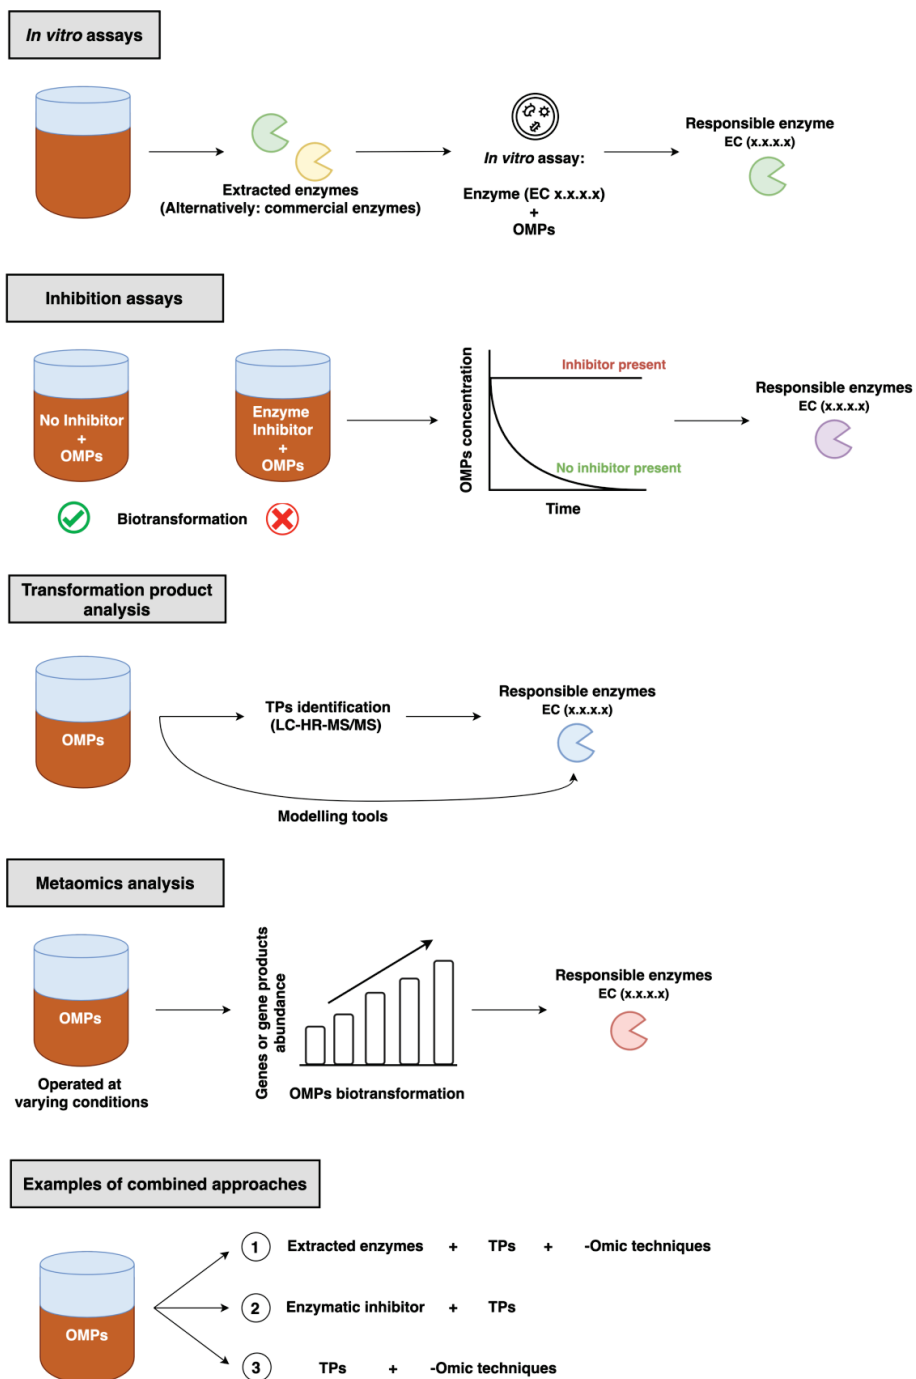 In vitro assays
Extracted enzymes
(Alternatively: commercial enzymes)
In vitro assay:
Enzyme (EC x.x.x.x)
+
OMPs
Responsible enzyme
EC (x.x.x.x)
Inhibition assays
No Inhibitor
+
OMPs
Enzyme
Inhibitor
+
OMPs
Biotransformation
OMPs concentration
Inhibitor present
No inhibitor present
Time
Responsible enzymes
EC (x.x.x.x)
Transformation product
analysis
OMPs
TPs identification
(LC-HR-MS/MS)
Responsible enzymes
EC (x.x.x.x)
Modelling tools
Metaomics analysis
OMPs
Operated at
varying conditions
Genes or gene products
abundance
OMPs biotransformation
Responsible enzymes
EC (x.x.x.x)
Examples of combined approaches
OMPs
1 Extracted enzymes + TPs + -Omic techniques
2 Enzymatic inhibitor + TPs
3 TPs + -Omic techniques